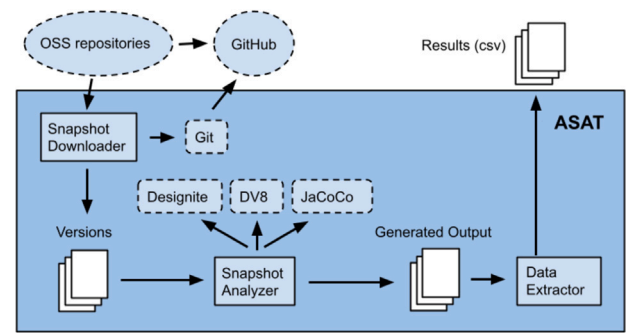 OSS repositories
GitHub
Results (csv)
ASAT
Snapshot
Downloader
Git
Designite
DV8
JaCoCo
Versions
Generated Output
Snapshot
Analyzer
Data
Extractor